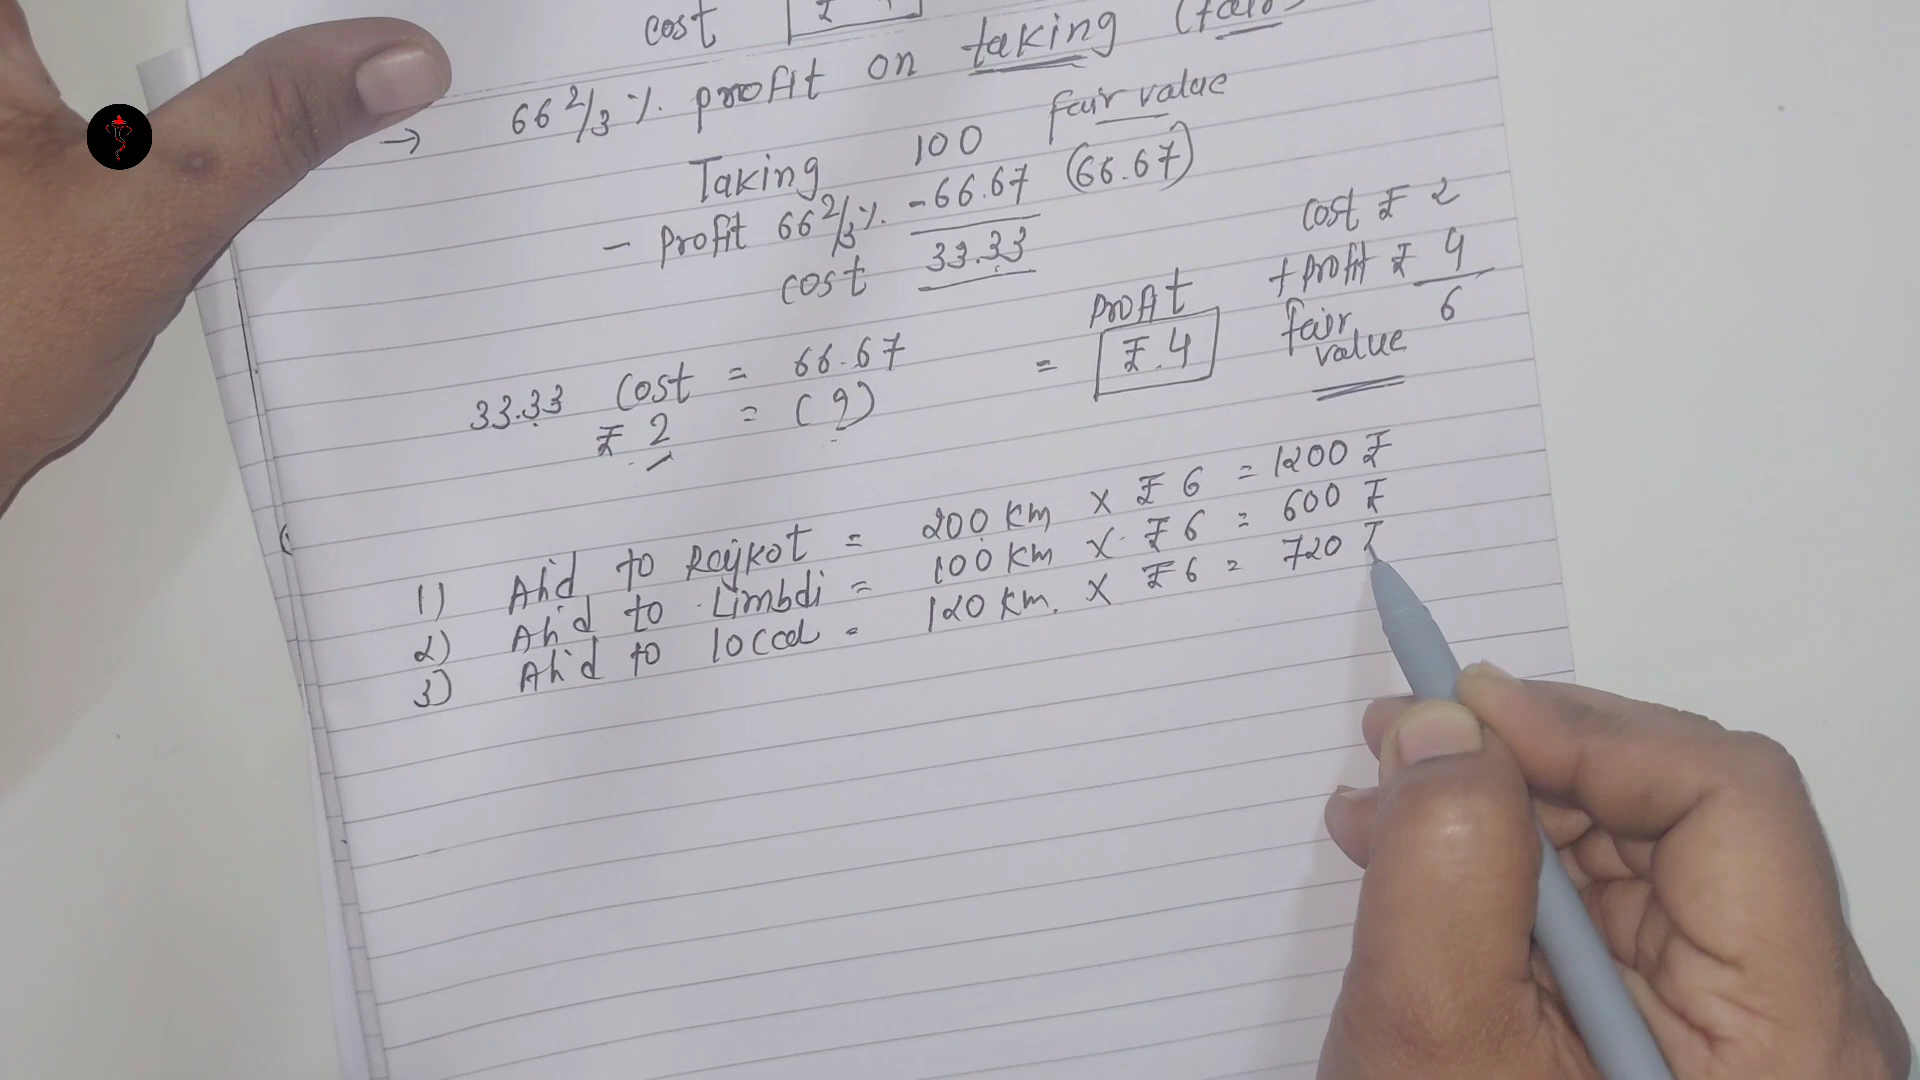 cost ₹
→ 66 2/3 %. profit on taking
Taking 100 fair value
- Profit 66 2/3 %. -66.67 (66.67)
cost 33.33
cost ₹ 2
+ Profit ₹ 4
fair value 6
33.33 cost = 66.67
₹ 2 = (?)
= Profit ₹.4
1) Ah'd to Rajkot = 200 km x ₹ 6 = 1200 ₹
2) Ah'd to Limbdi = 100 km x ₹ 6 = 600 ₹
3) Ah'd to local = 120 km. x ₹ 6 = 720 ₹